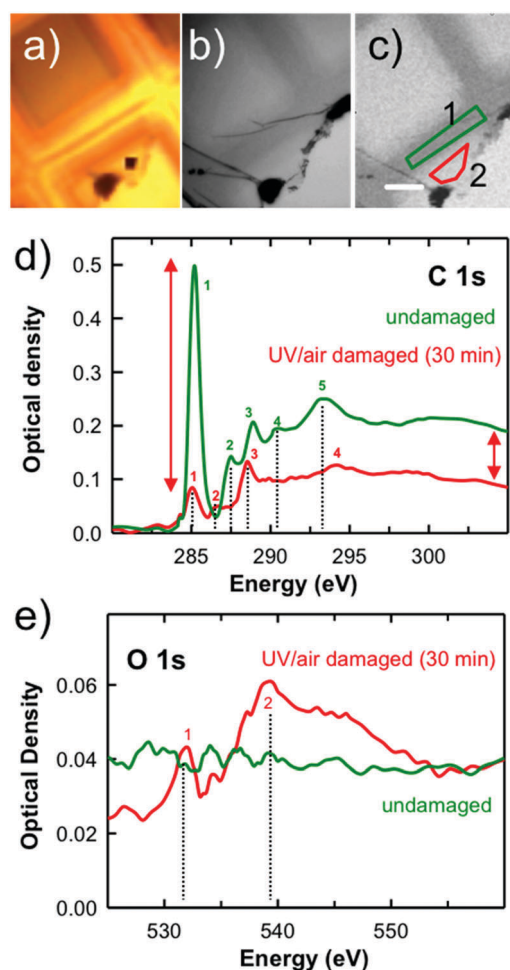 a)
b)
c)
1
2
d)
C 1s
undamaged
UV/air damaged (30 min)
Optical density
0.5
0.4
0.3
0.2
0.1
0.0
1
2
3
4
5
1
2
3
4
285
290
295
300
Energy (eV)
e)
O 1s
UV/air damaged (30 min)
undamaged
Optical Density
0.06
0.04
0.02
0.00
1
2
530
540
550
Energy (eV)